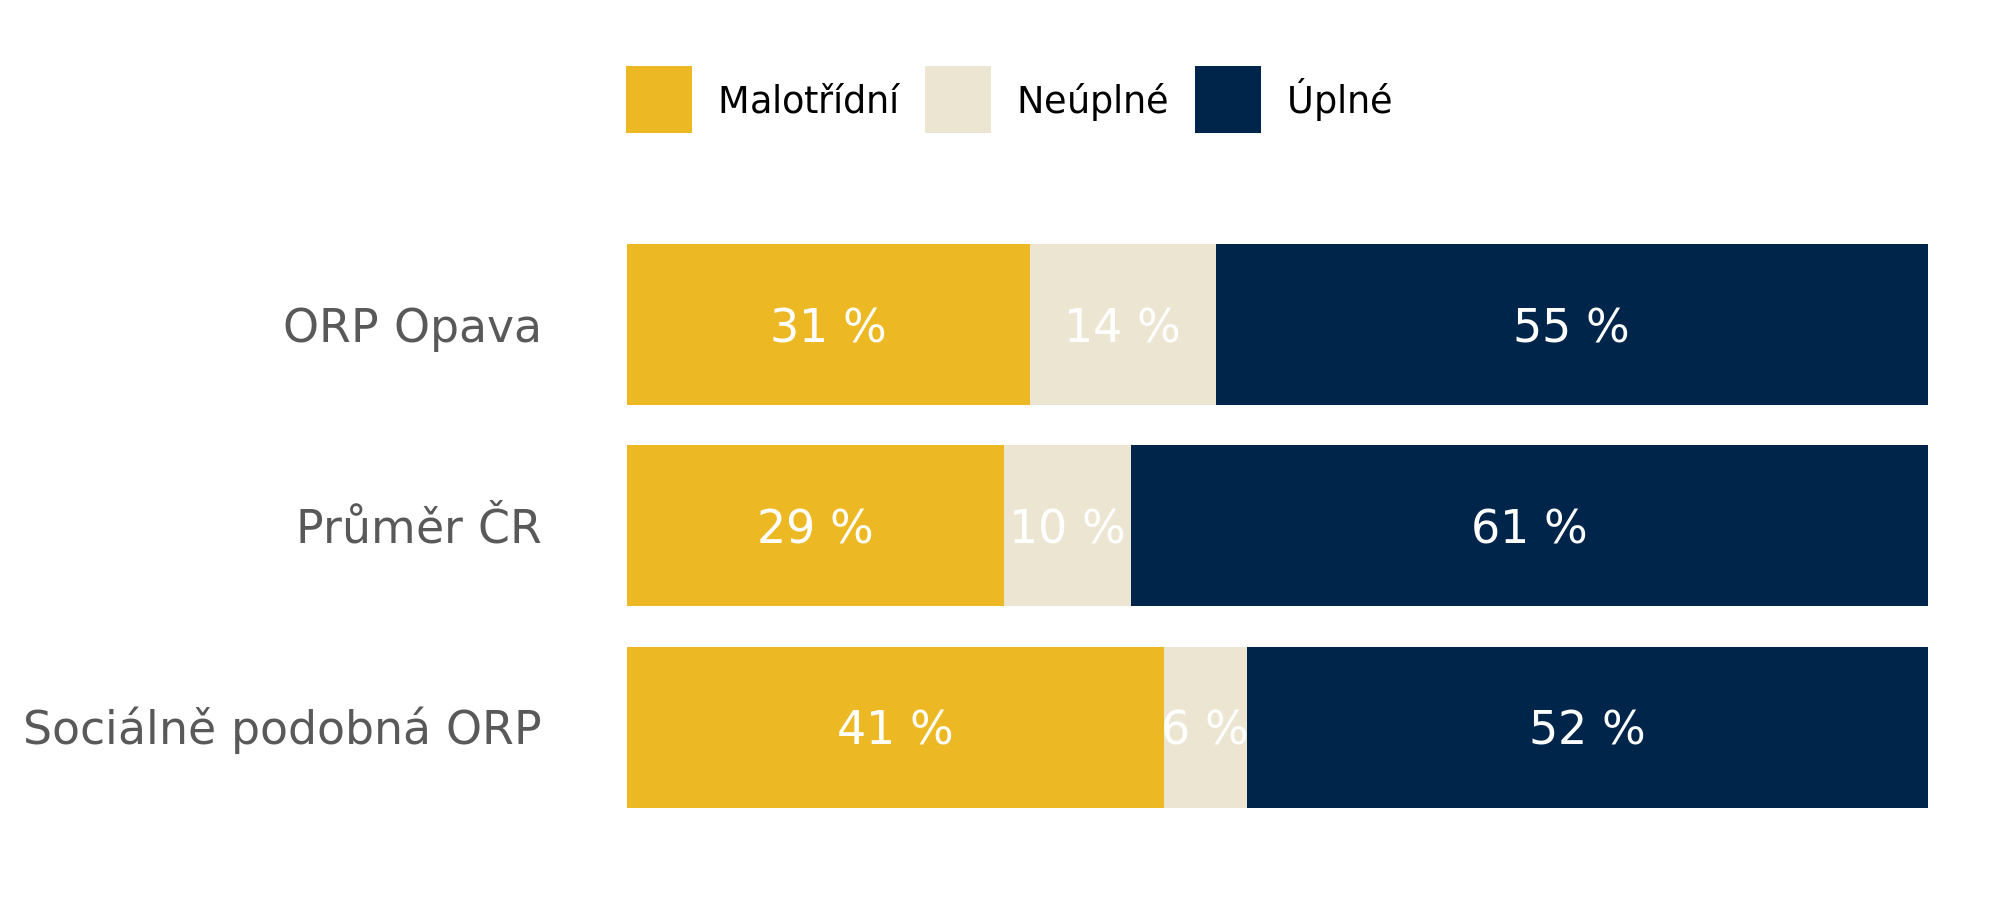 Malotřídní Neúplné Úplné
ORP Opava 31 % 14 % 55 %
Průměr ČR 29 % 10 % 61 %
Sociálně podobná ORP 41 % 6 % 52 %